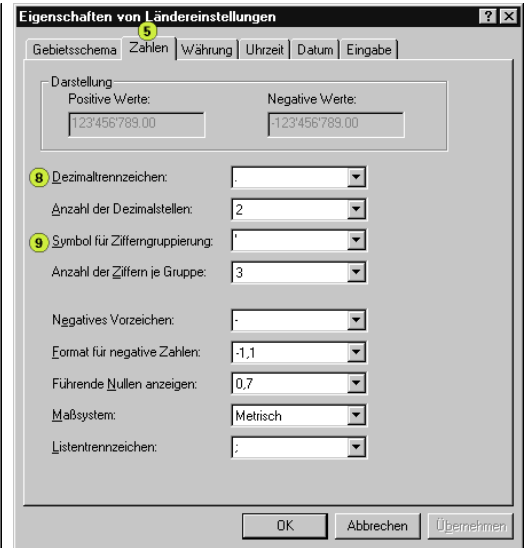 Eigenschaften von Ländereinstellungen
5
Gebietsschema Zahlen Währung Uhrzeit Datum Eingabe
Darstellung
Positive Werte: Negative Werte:
123'456'789.00 -123'456'789.00
8 Dezimaltrennzeichen: .
Anzahl der Dezimalstellen: 2
9 Symbol für Zifferngruppierung: '
Anzahl der Ziffern je Gruppe: 3
Negatives Vorzeichen: -
Format für negative Zahlen: -1,1
Führende Nullen anzeigen: 0,7
Maßsystem: Metrisch
Listentrennzeichen: ;
OK Abbrechen Übernehmen